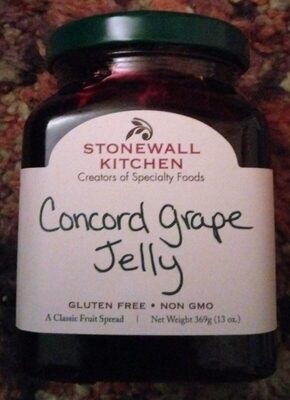 STONEWALL
KITCHEN
Creators of Specialty Foods
Concord grape
Jelly
GLUTEN FREE • NON GMO
A Classic Fruit Spread | Net Weight 369g (13 oz.)